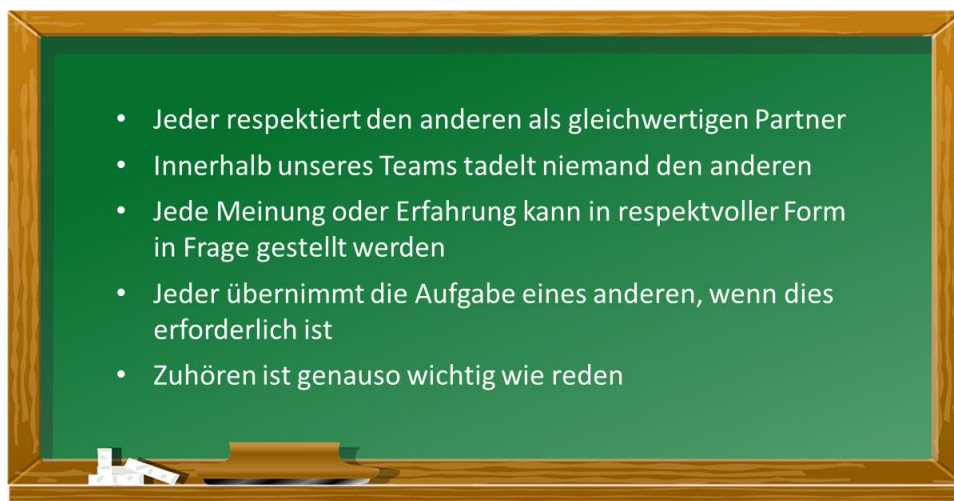 • Jeder respektiert den anderen als gleichwertigen Partner
• Innerhalb unseres Teams tadelt niemand den anderen
• Jede Meinung oder Erfahrung kann in respektvoller Form
in Frage gestellt werden
• Jeder übernimmt die Aufgabe eines anderen, wenn dies
erforderlich ist
• Zuhören ist genauso wichtig wie reden